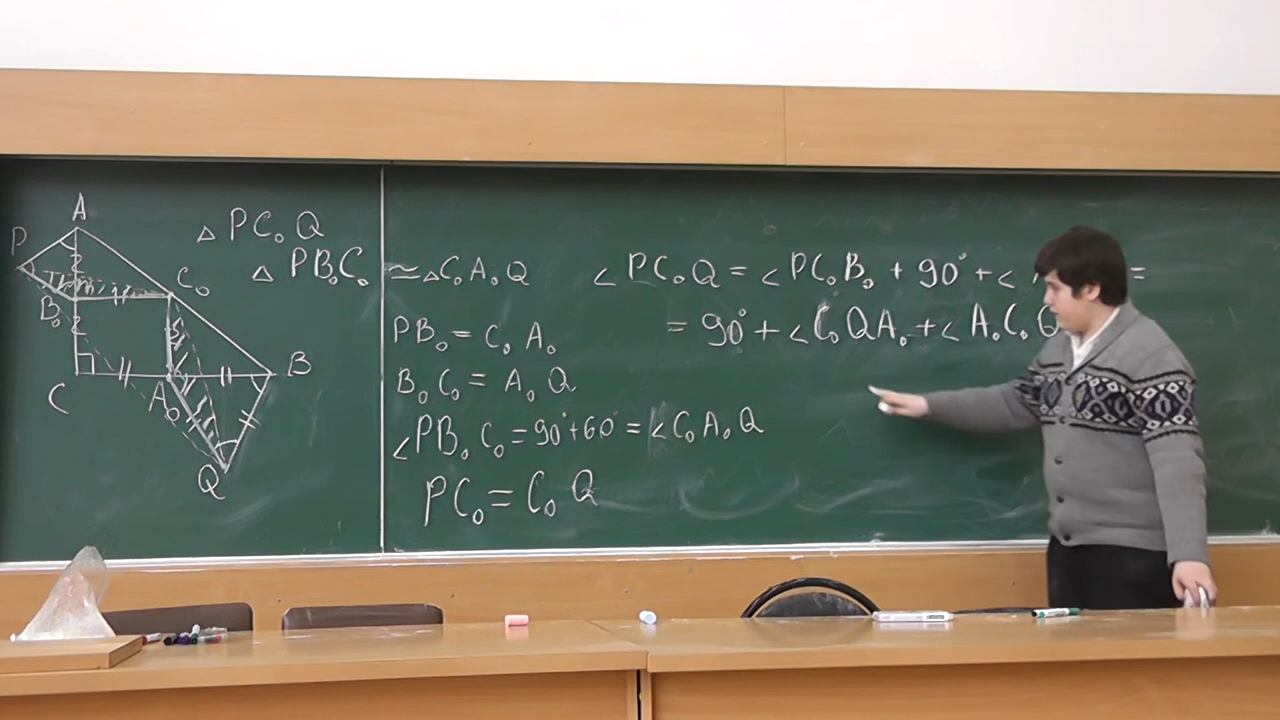 A
P
C₀
B₀
B
C
A₀
Q
△ PC₀Q
△ PB₀C₀ ≈ △C₀A₀Q
PB₀ = C₀A₀
B₀C₀ = A₀Q
∠PB₀C₀ = 90° + 60° = ∠C₀A₀Q
PC₀ = C₀Q
∠PC₀Q = ∠PC₀B₀ + 90° + ∠ =
= 90° + ∠C₀QA₀ + ∠A₀C₀Q